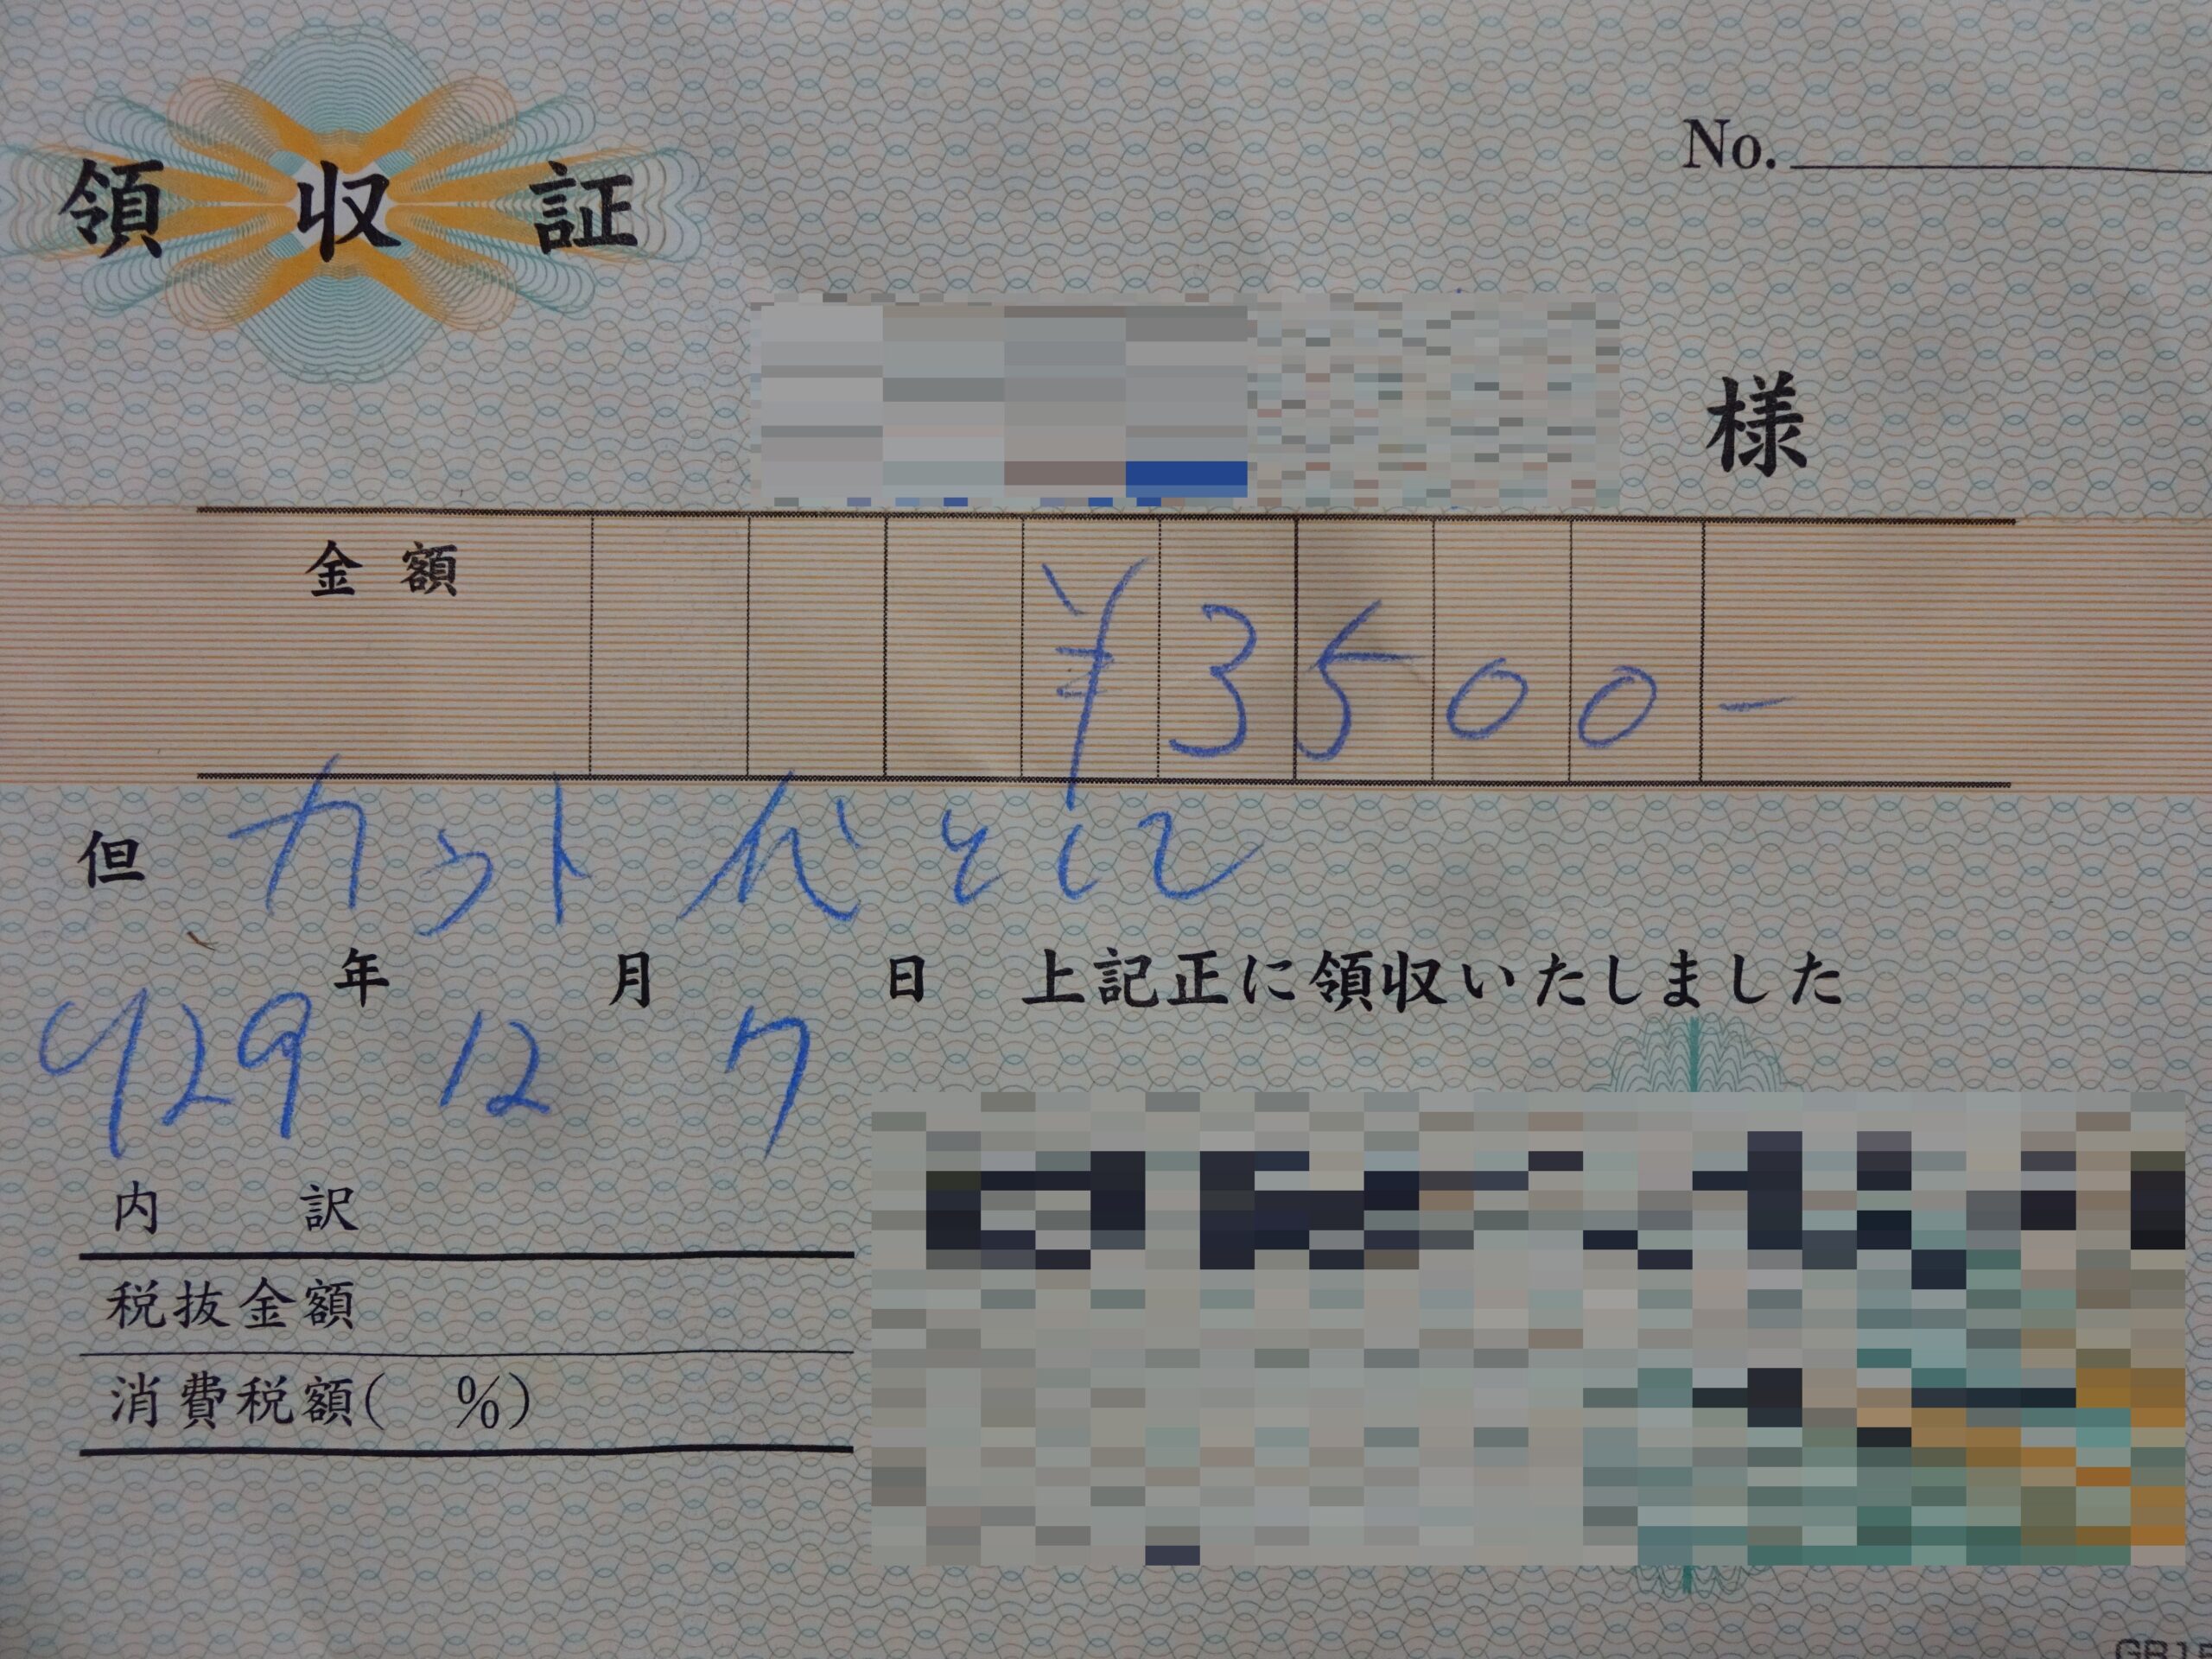 領収証
No.
様
金額 ¥3500-
但 カット代として
年 月 日 上記正に領収いたしました
H29 12 7
内訳
税抜金額
消費税額( %)